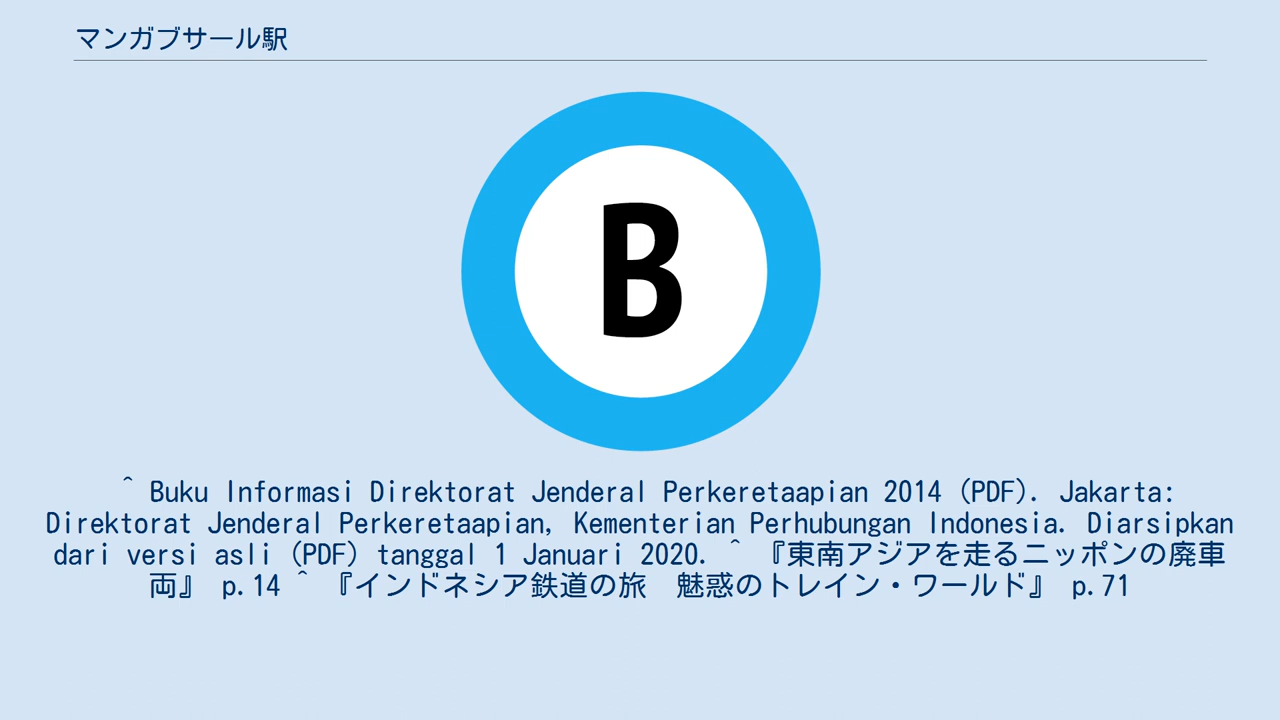 マンガブサール駅
B
^ Buku Informasi Direktorat Jenderal Perkeretaapian 2014 (PDF). Jakarta:
Direktorat Jenderal Perkeretaapian, Kementerian Perhubungan Indonesia. Diarsipkan
dari versi asli (PDF) tanggal 1 Januari 2020. ^ 『東南アジアを走るニッポンの廃車
両』 p.14 ^ 『インドネシア鉄道の旅　魅惑のトレイン・ワールド』 p.71